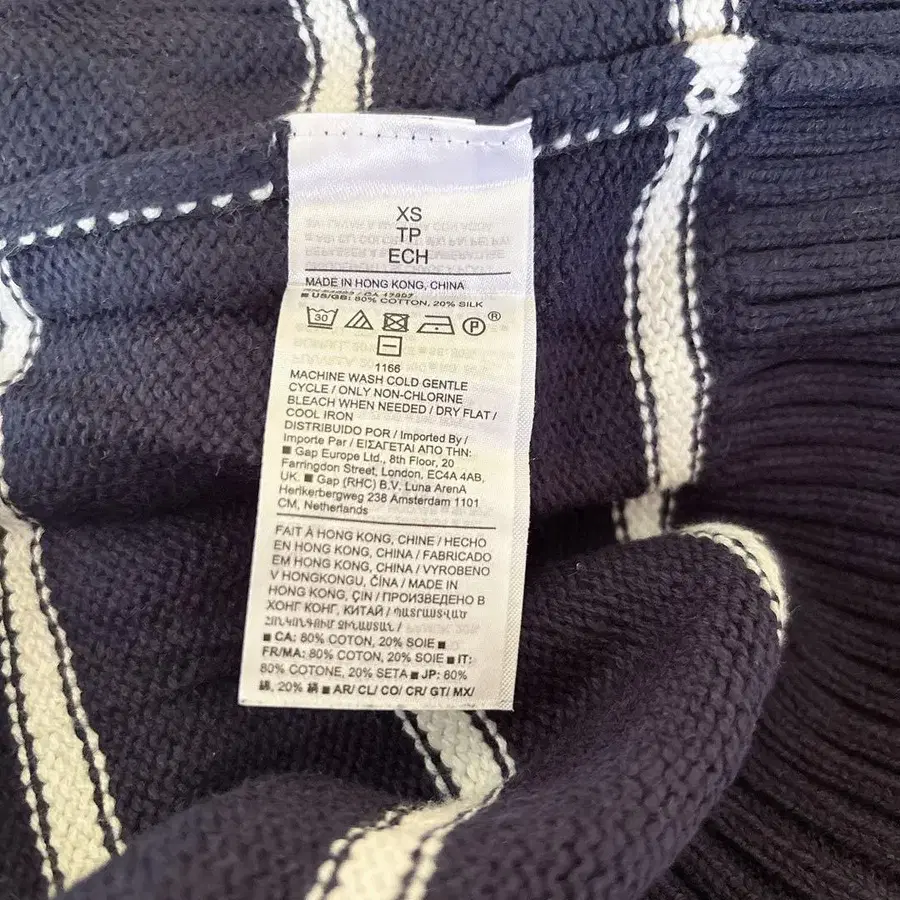 XS
TP
ECH
MADE IN HONG KONG, CHINA
■ US/GB: 80% COTTON, 20% SILK
30 P ®
1166
MACHINE WASH COLD GENTLE
CYCLE / ONLY NON-CHLORINE
BLEACH WHEN NEEDED / DRY FLAT /
COOL IRON
DISTRIBUIDO POR / Imported By /
Importe Par / ΕΙΣΑΓΕΤΑΙ ΑΠΟ ΤΗΝ:
■ Gap Europe Ltd., 8th Floor, 20
Farringdon Street, London, EC4A 4AB,
UK. ■ Gap (RHC) B.V. Luna ArenA
Herikerbergweg 238 Amsterdam 1101
CM, Netherlands
FAIT À HONG KONG, CHINE / HECHO
EN HONG KONG, CHINA / FABRICADO
EM HONG KONG, CHINA / VYROBENO
V HONGKONGU, ČÍNA / MADE IN
HONG KONG, ÇIN / ПРОИЗВЕДЕНО В
ХОНГ КОНГ, КИТАЙ / ՊԱՏՐԱՍՏՎԱԾ
■ CA: 80% COTON, 20% SOIE ■
FR/MA: 80% COTON, 20% SOIE ■ IT:
80% COTONE, 20% SETA ■ JP: 80%
綿, 20% 絹 ■ AR/ CL/ CO/ CR/ GT/ MX/